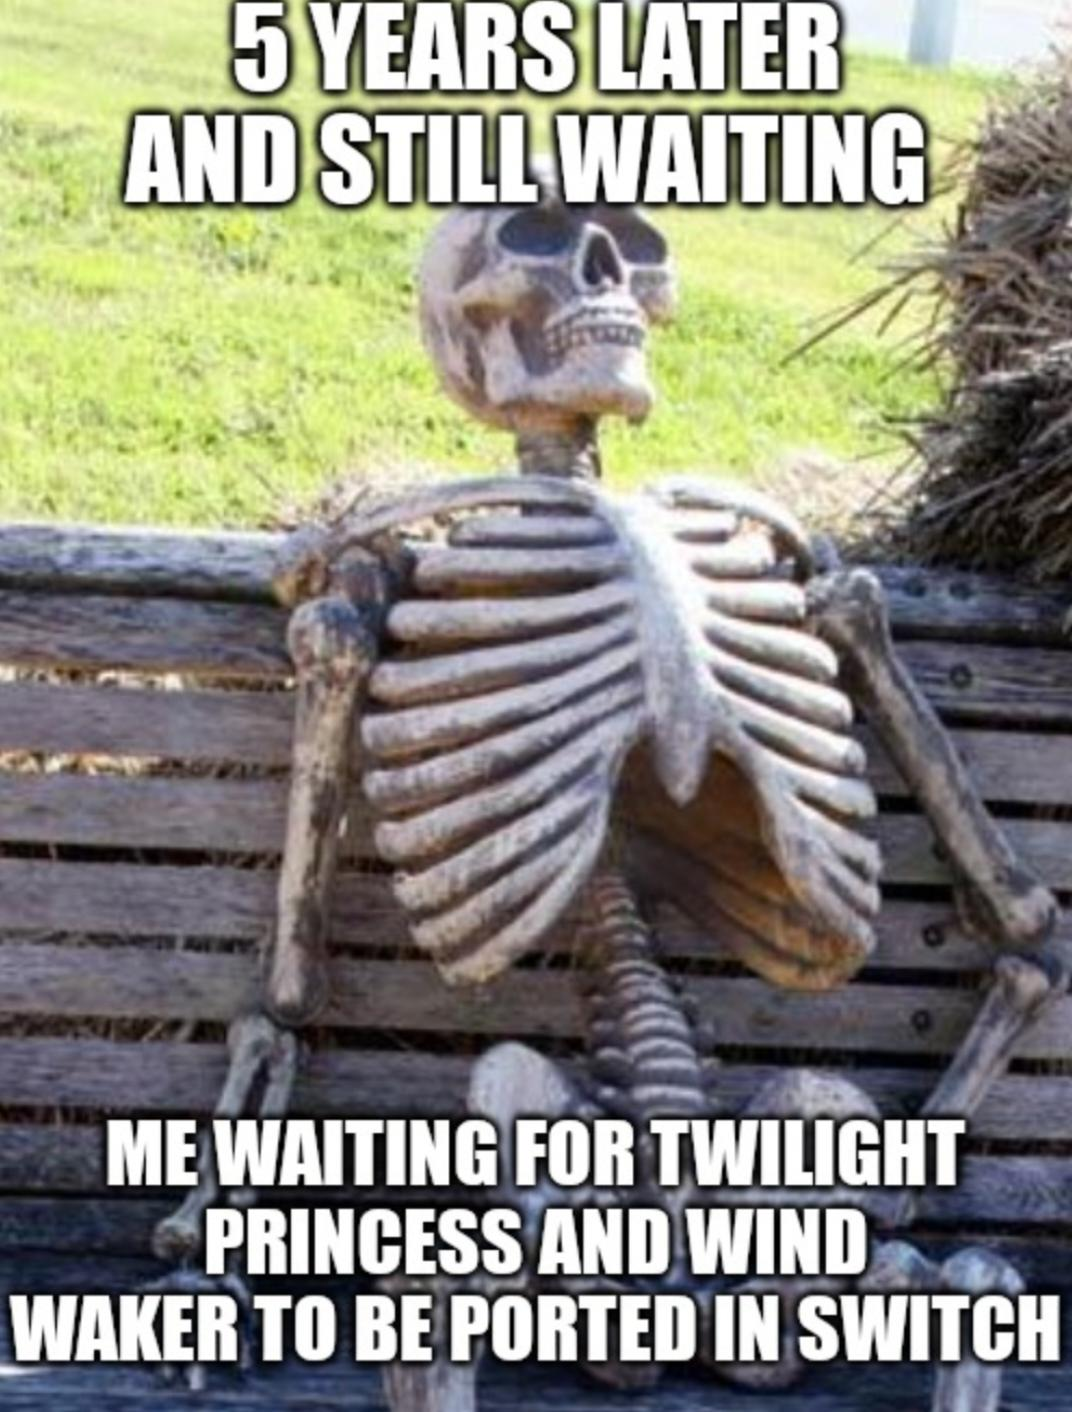 5 YEARS LATER
AND STILL WAITING
ME WAITING FOR TWILIGHT
PRINCESS AND WIND
WAKER TO BE PORTED IN SWITCH